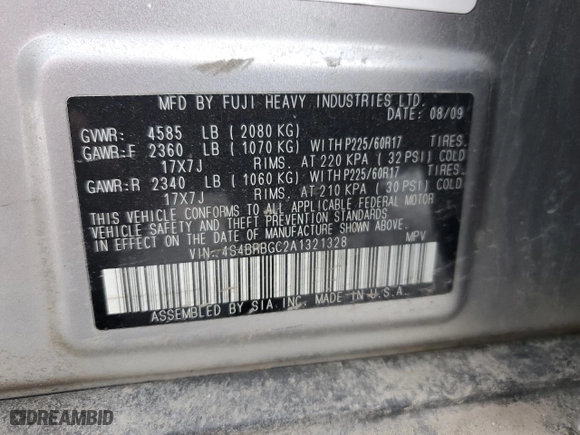 MFD BY FUJI HEAVY INDUSTRIES LTD.
DATE: 08/09
GVWR: 4585 LB ( 2080 KG)
GAWR:F 2360 LB ( 1070 KG) WITH P225/60R17 TIRES.
17X7J RIMS. AT 220 KPA ( 32 PSI) COLD
GAWR:R 2340 LB ( 1060 KG) WITH P225/60R17 TIRES.
17X7J RIMS. AT 210 KPA ( 30 PSI) COLD
THIS VEHICLE CONFORMS TO ALL APPLICABLE FEDERAL MOTOR
VEHICLE THEFT PREVENTION STANDARDS
IN EFFECT ON THE DATE OF MANUFACTURE SHOWN ABOVE.
VIN: 4S4BRBGC2A1321328 MPV
ASSEMBLED BY SIA INC. MADE IN U.S.A.
DREAMBID